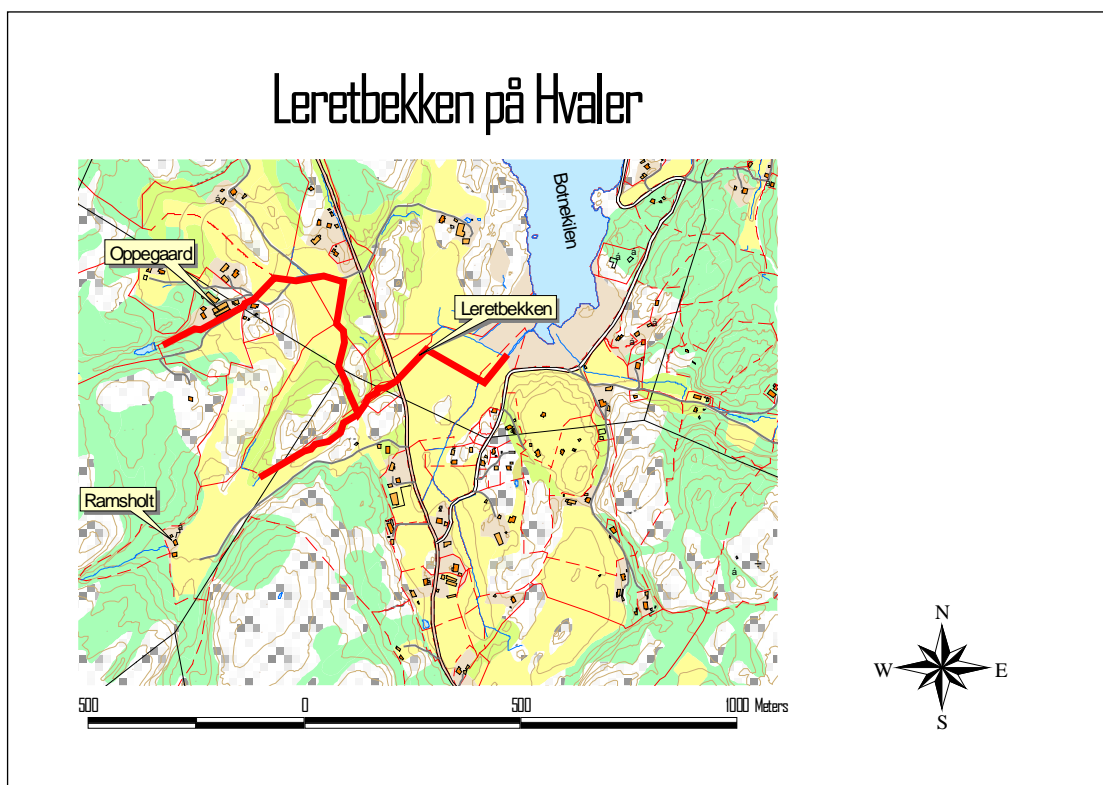 Leretbekken på Hvaler
Botnekilen
Oppegaard
Leretbekken
Ramsholt
500 0 500 1000 Meters
N
W E
S